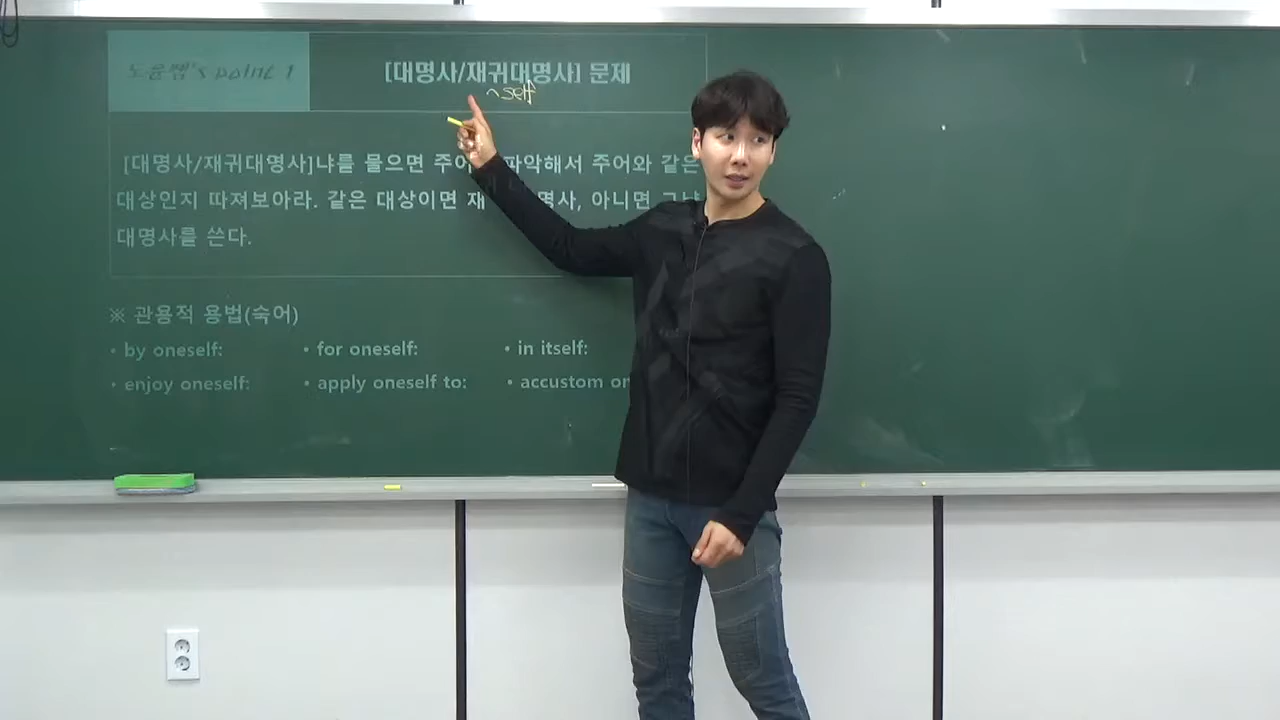 노윤쌤's point 1
[대명사/재귀대명사] 문제
~self
[대명사/재귀대명사]냐를 물으면 주어 파악해서 주어와 같은
대상인지 따져보아라. 같은 대상이면 재 명사, 아니면 그냥
대명사를 쓴다.
※ 관용적 용법(숙어)
• by oneself: • for oneself: • in itself:
• enjoy oneself: • apply oneself to: • accustom